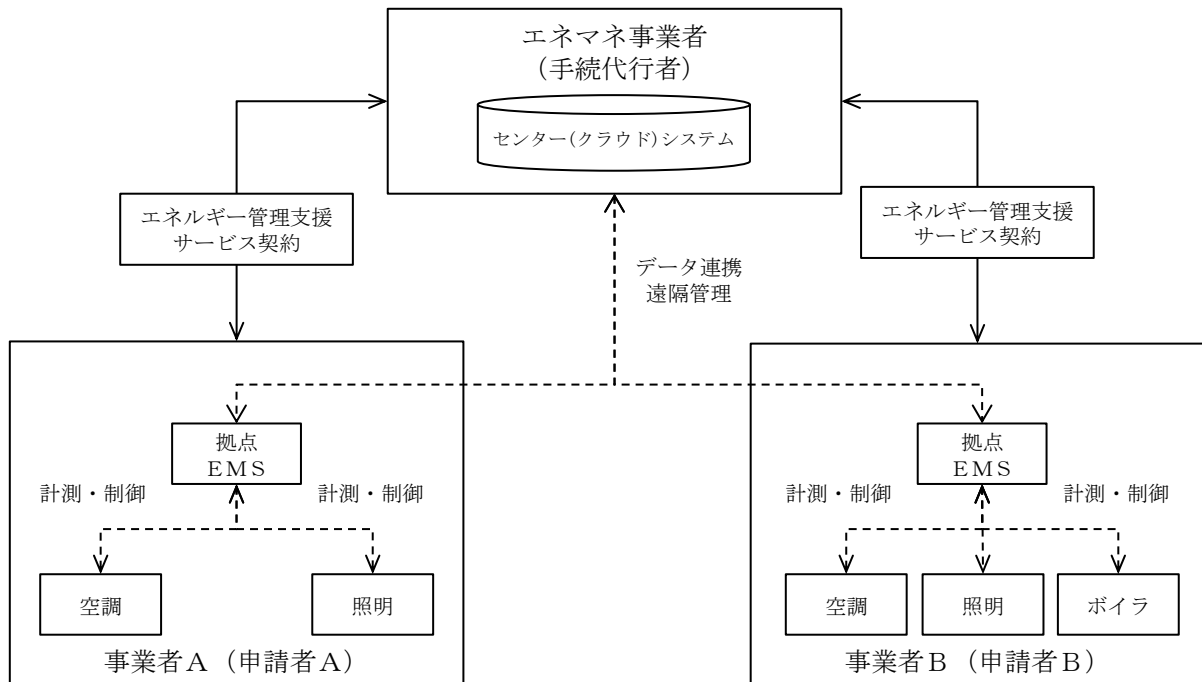 エネマネ事業者
（手続代行者）
センター(クラウド)システム
エネルギー管理支援
サービス契約
エネルギー管理支援
サービス契約
データ連携
遠隔管理
拠点
ＥＭＳ
計測・制御
計測・制御
空調
照明
事業者Ａ（申請者Ａ）
拠点
ＥＭＳ
計測・制御
計測・制御
空調
照明
ボイラ
事業者Ｂ（申請者Ｂ）